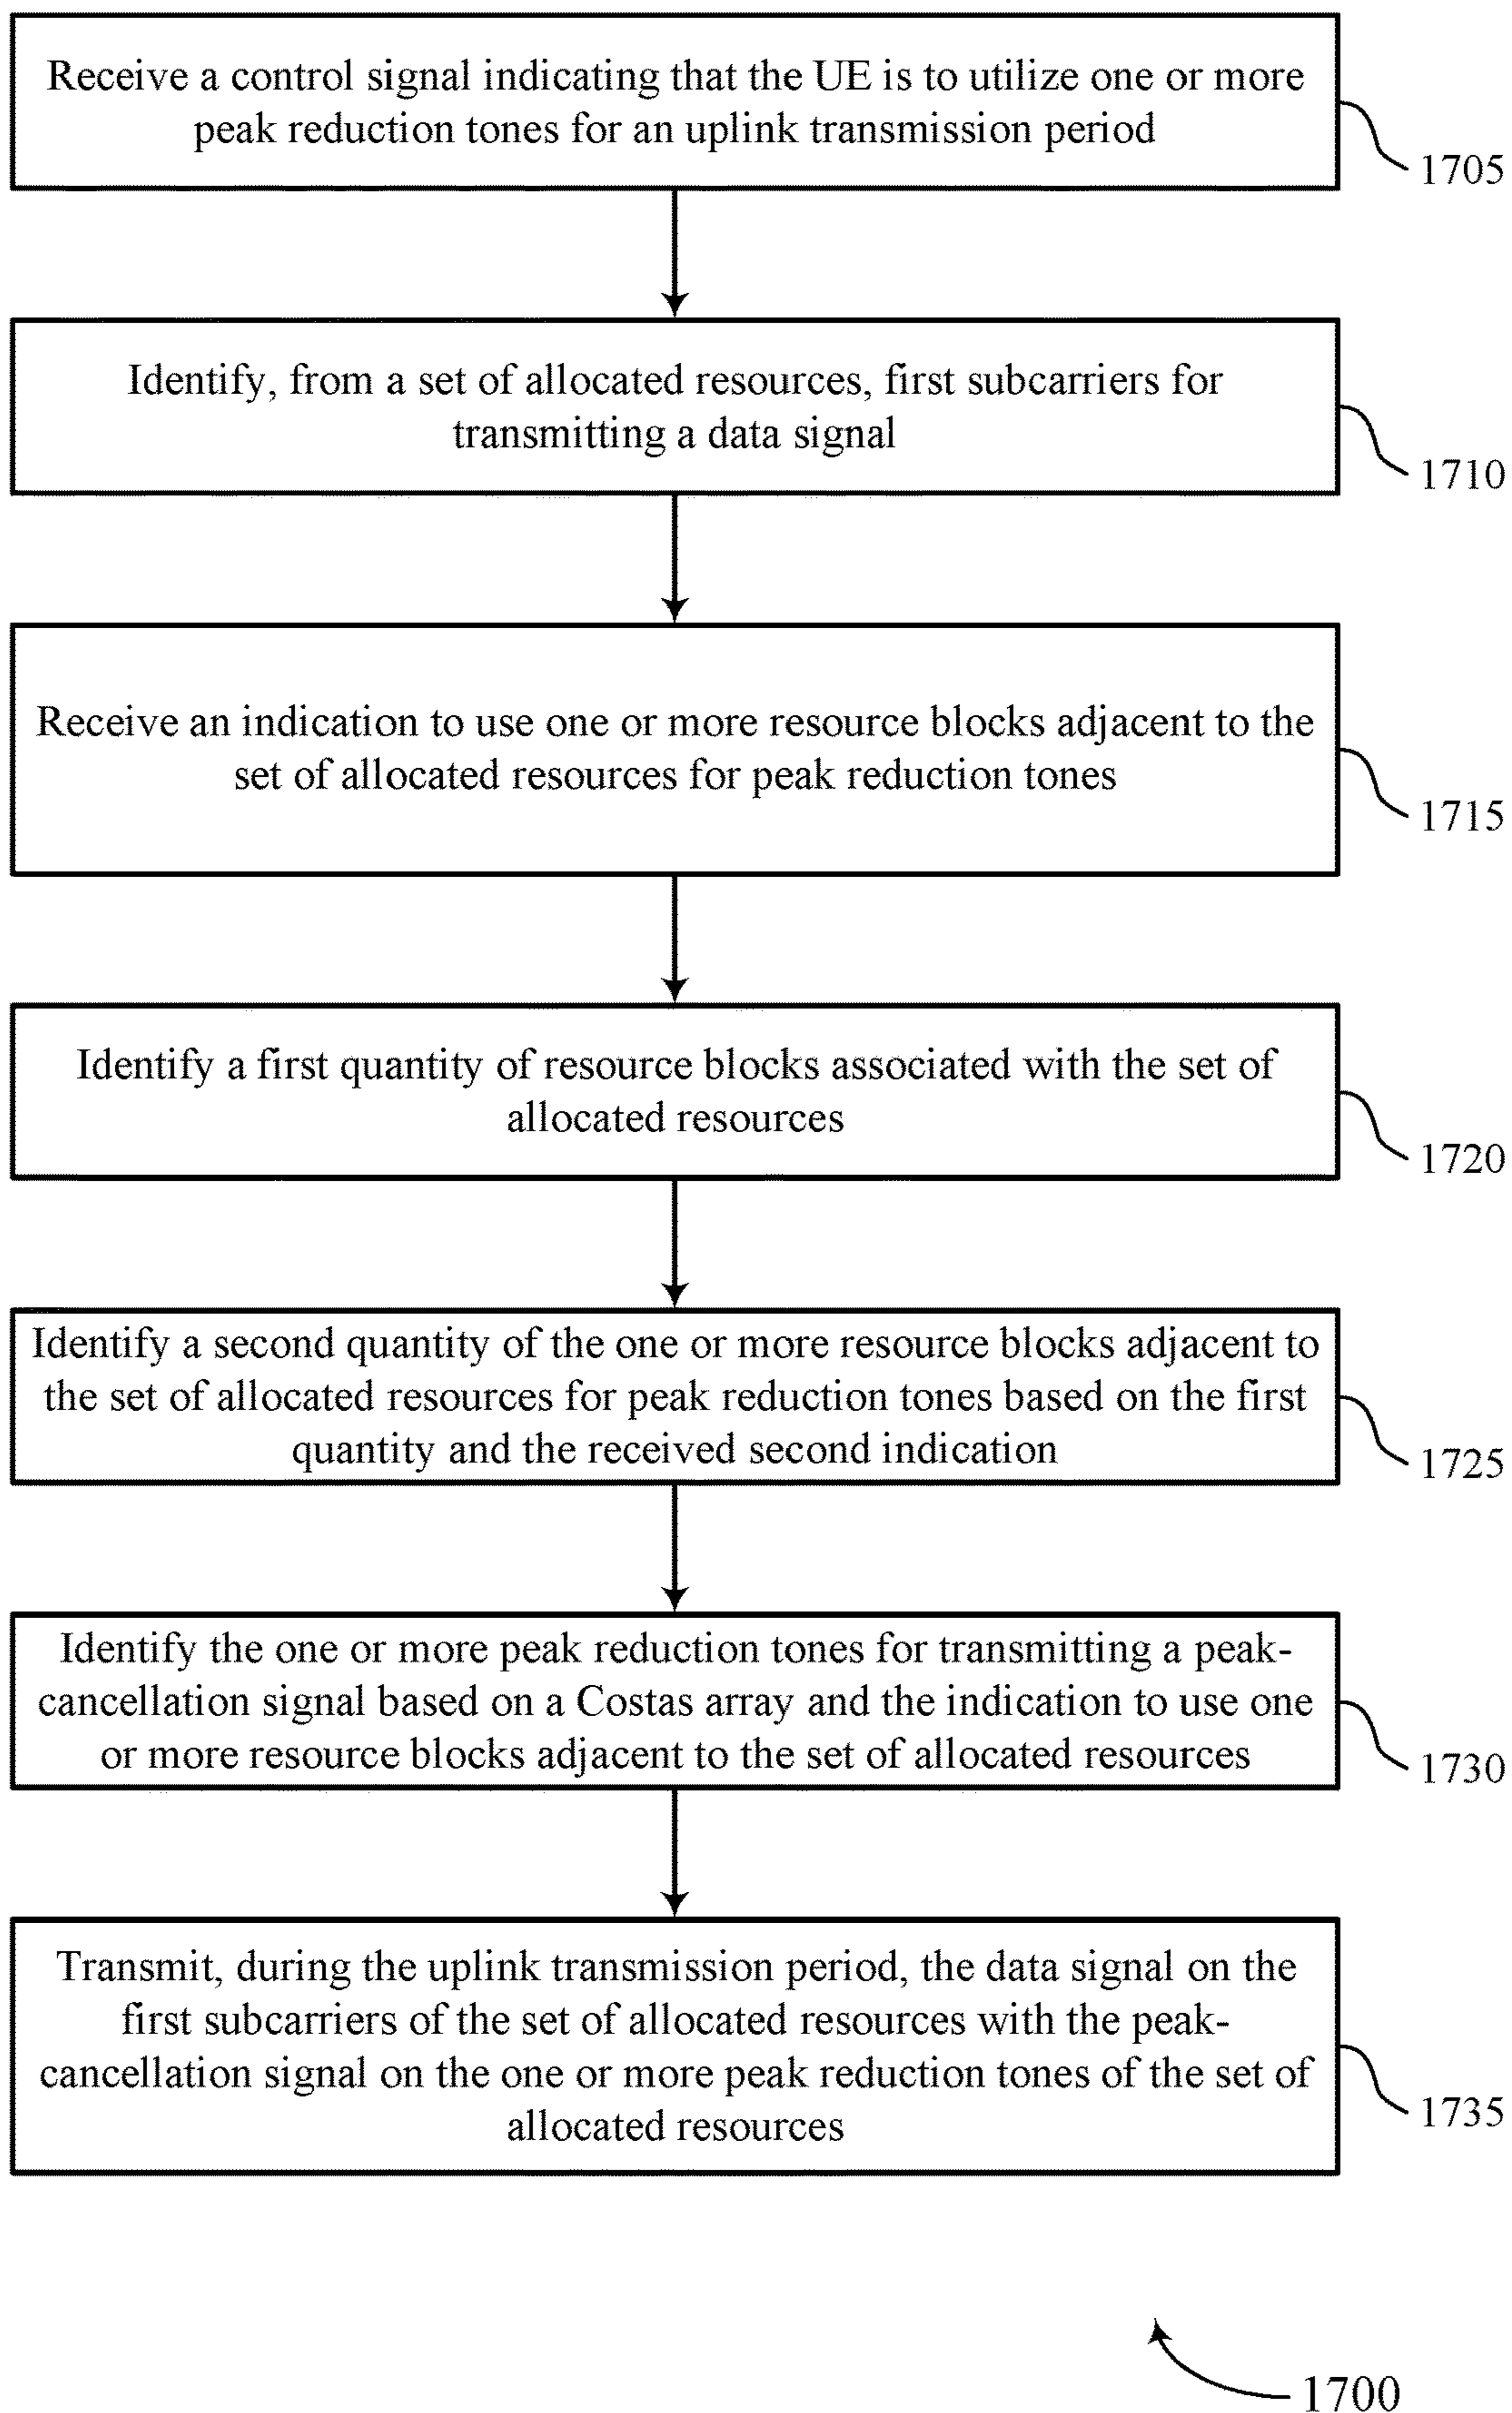 Receive a control signal indicating that the UE is to utilize one or more
peak reduction tones for an uplink transmission period
1705
Identify, from a set of allocated resources, first subcarriers for
transmitting a data signal
1710
Receive an indication to use one or more resource blocks adjacent to the
set of allocated resources for peak reduction tones
1715
Identify a first quantity of resource blocks associated with the set of
allocated resources
1720
Identify a second quantity of the one or more resource blocks adjacent to
the set of allocated resources for peak reduction tones based on the first
quantity and the received second indication
1725
Identify the one or more peak reduction tones for transmitting a peak-
cancellation signal based on a Costas array and the indication to use one
or more resource blocks adjacent to the set of allocated resources
1730
Transmit, during the uplink transmission period, the data signal on the
first subcarriers of the set of allocated resources with the peak-
cancellation signal on the one or more peak reduction tones of the set of
allocated resources
1735
1700